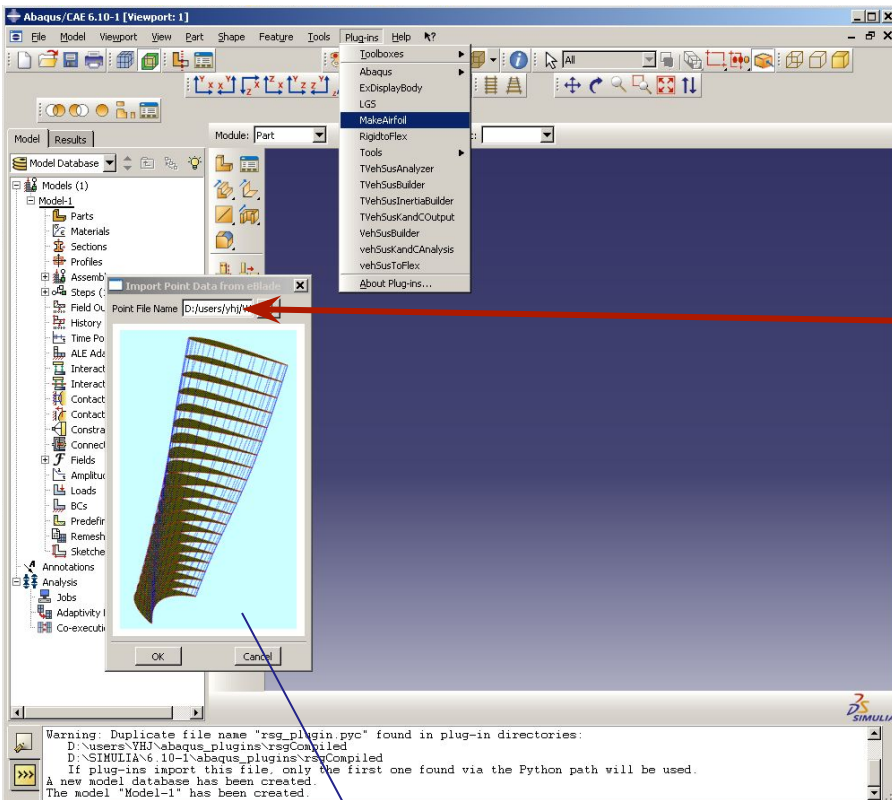 Abaqus/CAE 6.10-1 [Viewport: 1]
File Model Viewport View Part Shape Feature Tools Plug-ins Help
All
Toolboxes
Abaqus
ExDisplayBody
LGS
MakeAirfoil
RigidtoFlex
Tools
TVehSusAnalyzer
TVehSusBuilder
TVehSusInertiaBuilder
TVehSusKandCOutput
VehSusBuilder
vehSusKandCAnalysis
vehSusToFlex
About Plug-ins...
Model Results
Module: Part
Model Database
Models (1)
Model-1
Parts
Materials
Sections
Profiles
Assemb
Steps (
Field Ou
History
Time Po
ALE Ada
Interact
Interact
Contact
Contact
Constra
Connec
Fields
Amplitud
Loads
BCs
Predefin
Remesh
Sketche
Annotations
Analysis
Jobs
Adaptivity
Co-executi
Import Point Data from eBlade
Point File Name D:/users/yhj/W
OK Cancel
SIMULIA
Warning: Duplicate file name "rsg_plugin.pyc" found in plug-in directories:
D:\users\YHJ\abaqus_plugins\rsgCompiled
D:\SIMULIA\6.10-1\abaqus_plugins\rsgCompiled
If plug-ins import this file, only the first one found via the Python path will be used.
A new model database has been created.
The model "Model-1" has been created.